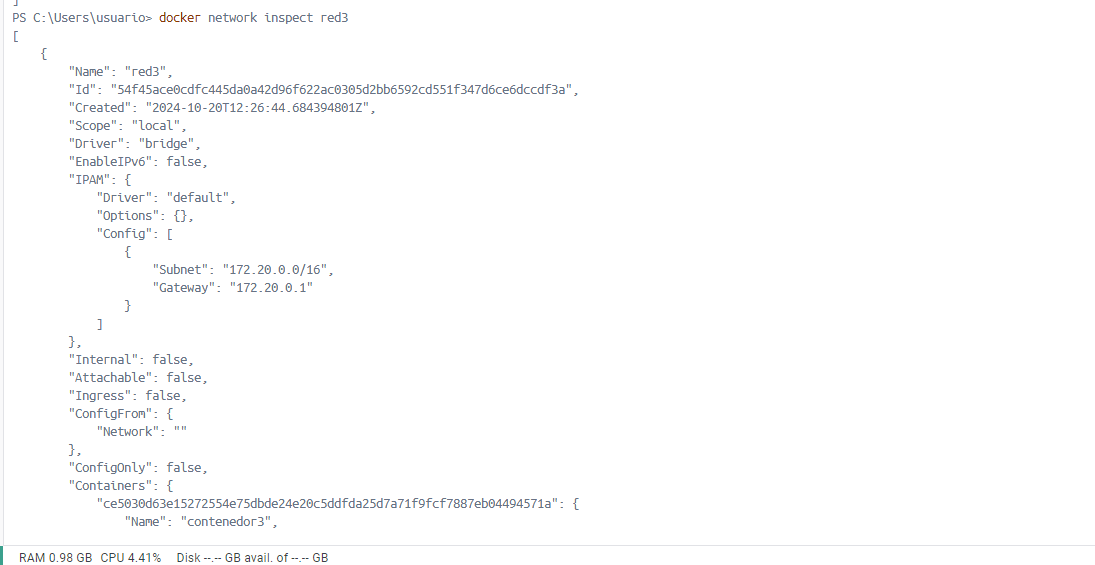 ]
PS C:\Users\usuario> docker network inspect red3
[
    {
        "Name": "red3",
        "Id": "54f45ace0cdfc445da0a42d96f622ac0305d2bb6592cd551f347d6ce6dccdf3a",
        "Created": "2024-10-20T12:26:44.684394801Z",
        "Scope": "local",
        "Driver": "bridge",
        "EnableIPv6": false,
        "IPAM": {
            "Driver": "default",
            "Options": {},
            "Config": [
                {
                    "Subnet": "172.20.0.0/16",
                    "Gateway": "172.20.0.1"
                }
            ]
        },
        "Internal": false,
        "Attachable": false,
        "Ingress": false,
        "ConfigFrom": {
            "Network": ""
        },
        "ConfigOnly": false,
        "Containers": {
            "ce5030d63e15272554e75dbde24e20c5ddfda25d7a71f9fcf7887eb04494571a": {
                "Name": "contenedor3",
RAM 0.98 GB CPU 4.41% Disk --.-- GB avail. of --.-- GB